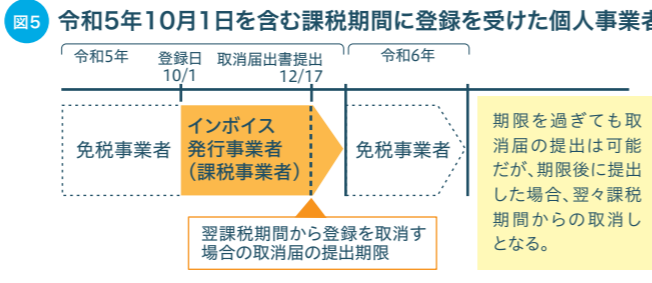 図5 令和5年10月1日を含む課税期間に登録を受けた個人事業者
令和5年
登録日
10/1
取消届出書提出
12/17
令和6年
免税事業者
インボイス
発行事業者
（課税事業者）
免税事業者
翌課税期間から登録を取消す
場合の取消届の提出期限
期限を過ぎても取
消届の提出は可能
だが、期限後に提出
した場合、翌々課税
期間からの取消し
となる。